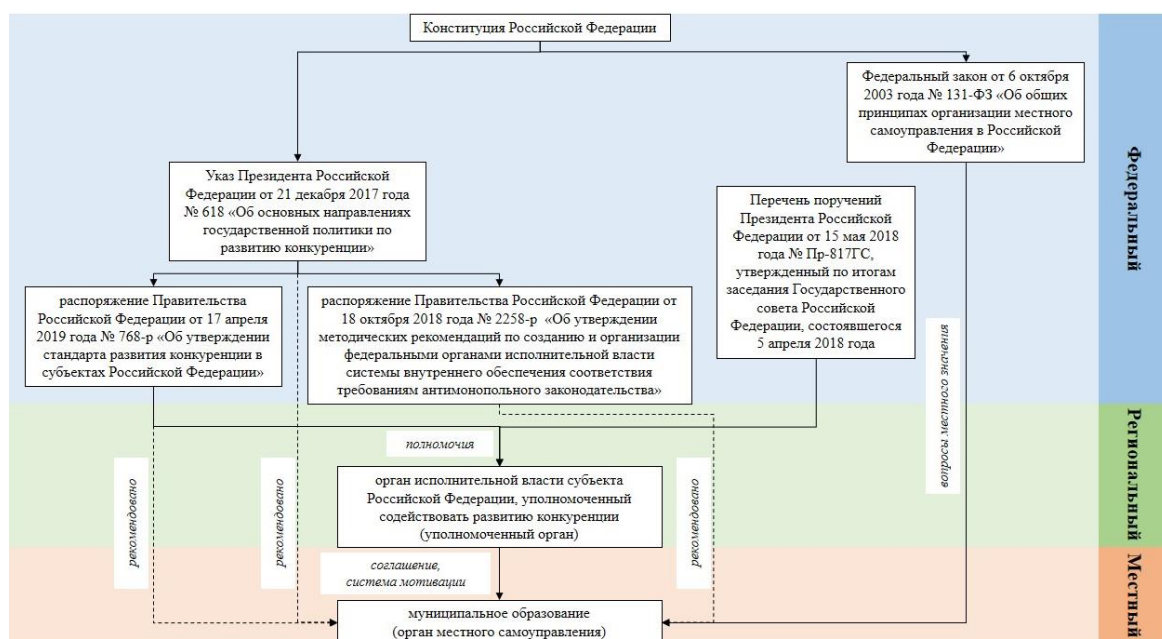 Конституция Российской Федерации
Федеральный закон от 6 октября
2003 года № 131-ФЗ «Об общих
принципах организации местного
самоуправления в Российской
Федерации»
Указ Президента Российской
Федерации от 21 декабря 2017 года
№ 618 «Об основных направлениях
государственной политики по
развитию конкуренции»
Перечень поручений
Президента Российской
Федерации от 15 мая 2018
года № Пр-817ГС,
утвержденный по итогам
заседания Государственного
совета Российской
Федерации, состоявшегося
5 апреля 2018 года
распоряжение Правительства
Российской Федерации от 17 апреля
2019 года № 768-р «Об утверждении
стандарта развития конкуренции в
субъектах Российской Федерации»
распоряжение Правительства Российской Федерации от
18 октября 2018 года № 2258-р «Об утверждении
методических рекомендаций по созданию и организации
федеральными органами исполнительной власти
системы внутреннего обеспечения соответствия
требованиям антимонопольного законодательства»
Федеральный
вопросы местного значения
полномочия
рекомендовано
рекомендовано
орган исполнительной власти субъекта
Российской Федерации, уполномоченный
содействовать развитию конкуренции
(уполномоченный орган)
рекомендовано
Региональный
соглашение,
система мотивации
муниципальное образование
(орган местного самоуправления)
Местный